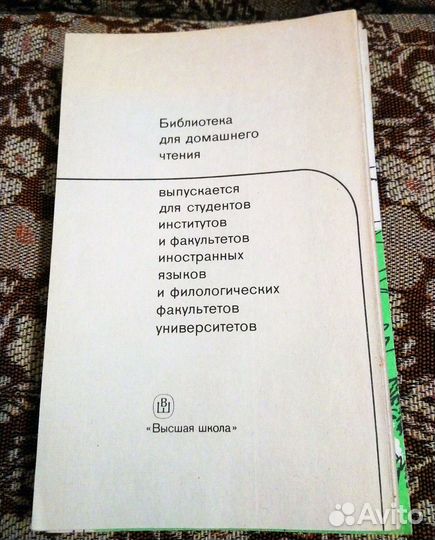 Библиотека
для домашнего
чтения
выпускается
для студентов
институтов
и факультетов
иностранных
языков
и филологических
факультетов
университетов
ВШ
«Высшая школа»
Avito